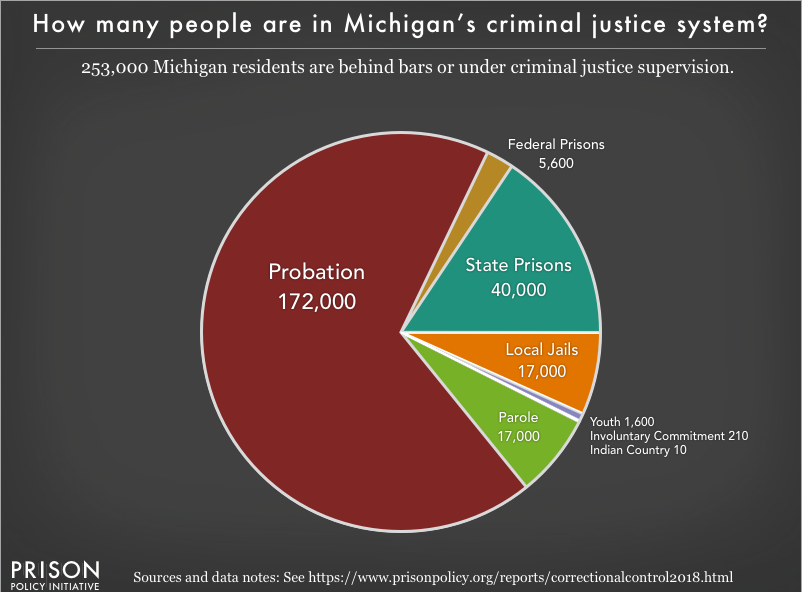 How many people are in Michigan's criminal justice system?
253,000 Michigan residents are behind bars or under criminal justice supervision.
Federal Prisons
5,600
Probation
172,000
State Prisons
40,000
Local Jails
17,000
Parole
17,000
Youth 1,600
Involuntary Commitment 210
Indian Country 10
PRISON
POLICY INITIATIVE
Sources and data notes: See https://www.prisonpolicy.org/reports/correctionalcontrol2018.html